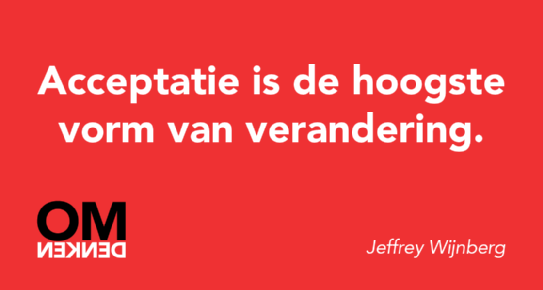 Acceptatie is de hoogste
vorm van verandering.
OM
DENKEN
Jeffrey Wijnberg